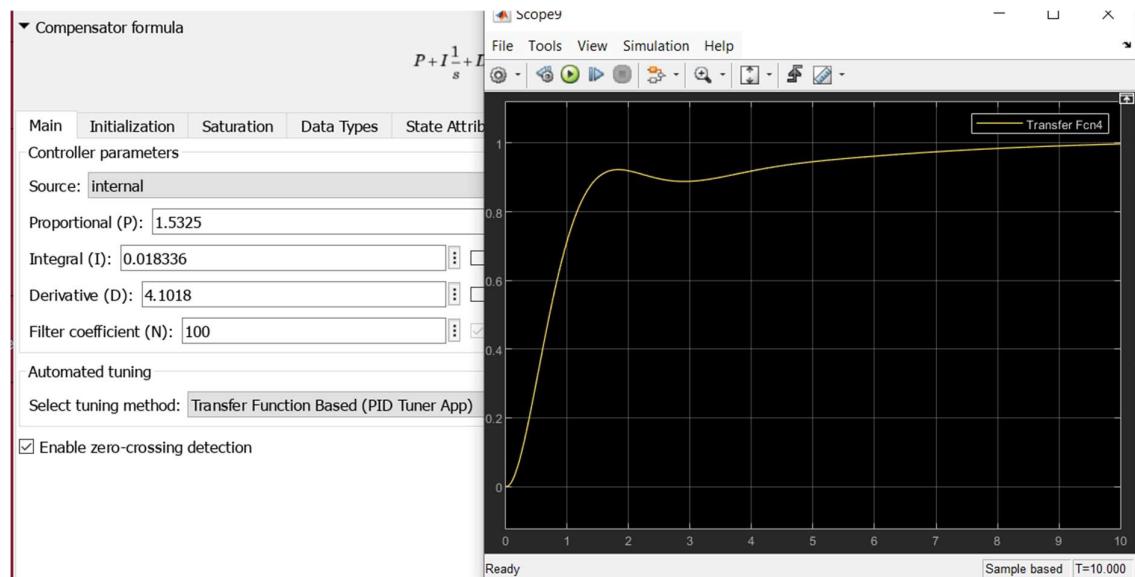 Compensator formula
P+I 1/s +D
Main Initialization Saturation Data Types State Attrib
Controller parameters
Source: internal
Proportional (P): 1.5325
Integral (I): 0.018336
Derivative (D): 4.1018
Filter coefficient (N): 100
Automated tuning
Select tuning method: Transfer Function Based (PID Tuner App)
Enable zero-crossing detection
Scope9
File Tools View Simulation Help
Transfer Fcn4
1
0.8
0.6
0.4
0.2
0
0 1 2 3 4 5 6 7 8 9 10
Ready Sample based T=10.000